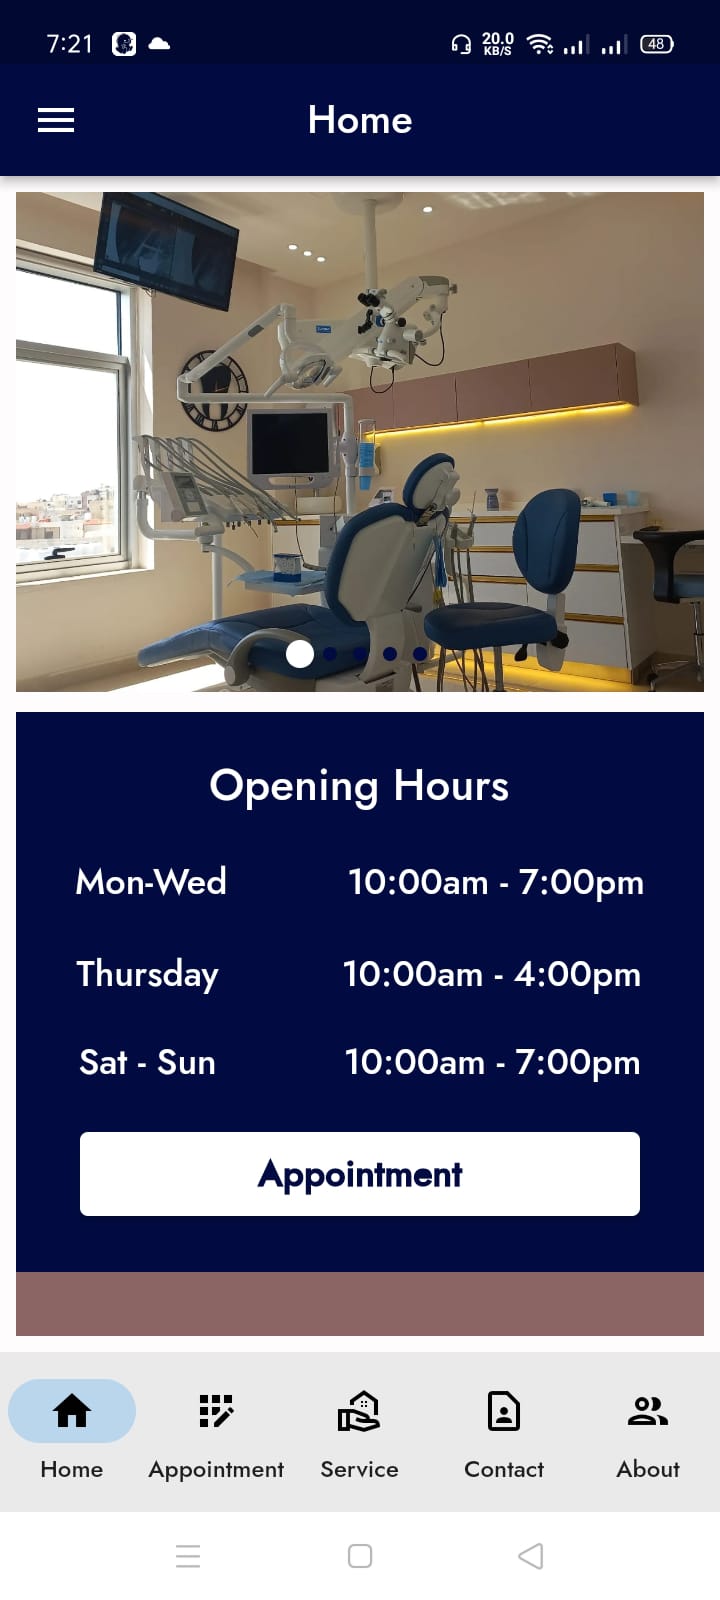 7:21 20.0 KB/S 48
Home
Opening Hours
Mon-Wed 10:00am - 7:00pm
Thursday 10:00am - 4:00pm
Sat - Sun 10:00am - 7:00pm
Appointment
Home Appointment Service Contact About